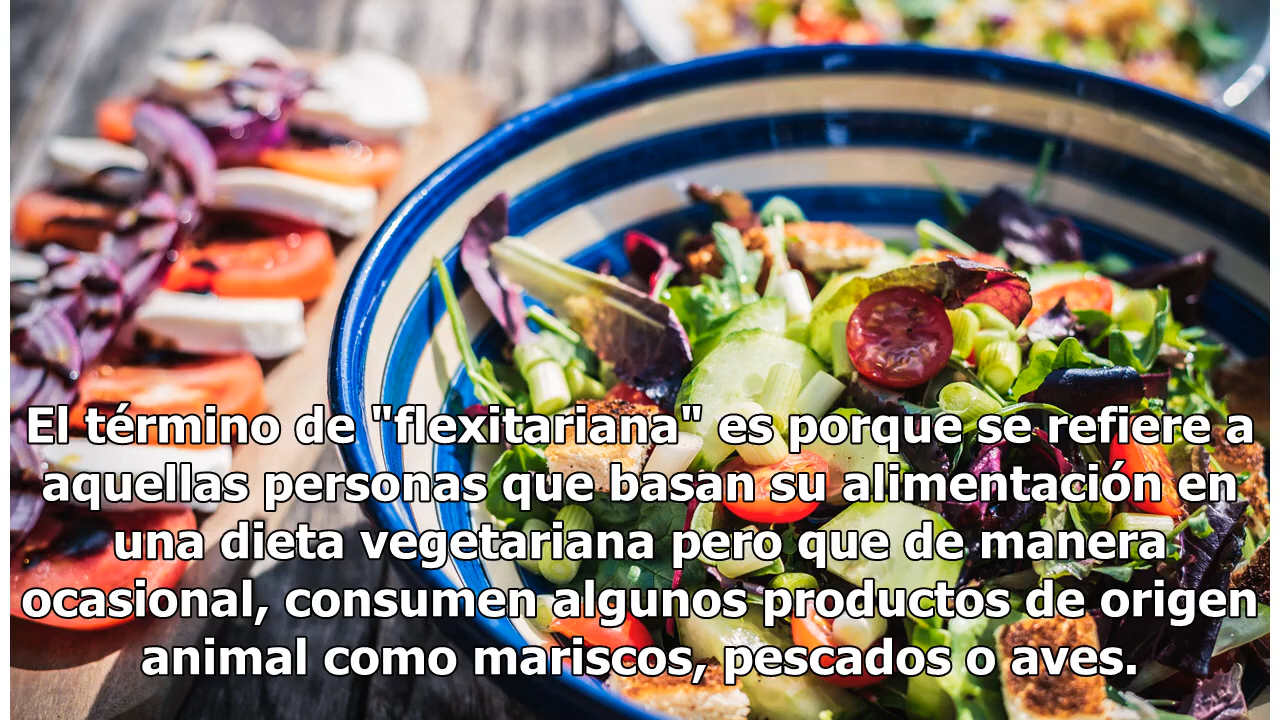 El término de "flexitariana" es porque se refiere a
aquellas personas que basan su alimentación en
una dieta vegetariana pero que de manera
ocasional, consumen algunos productos de origen
animal como mariscos, pescados o aves.